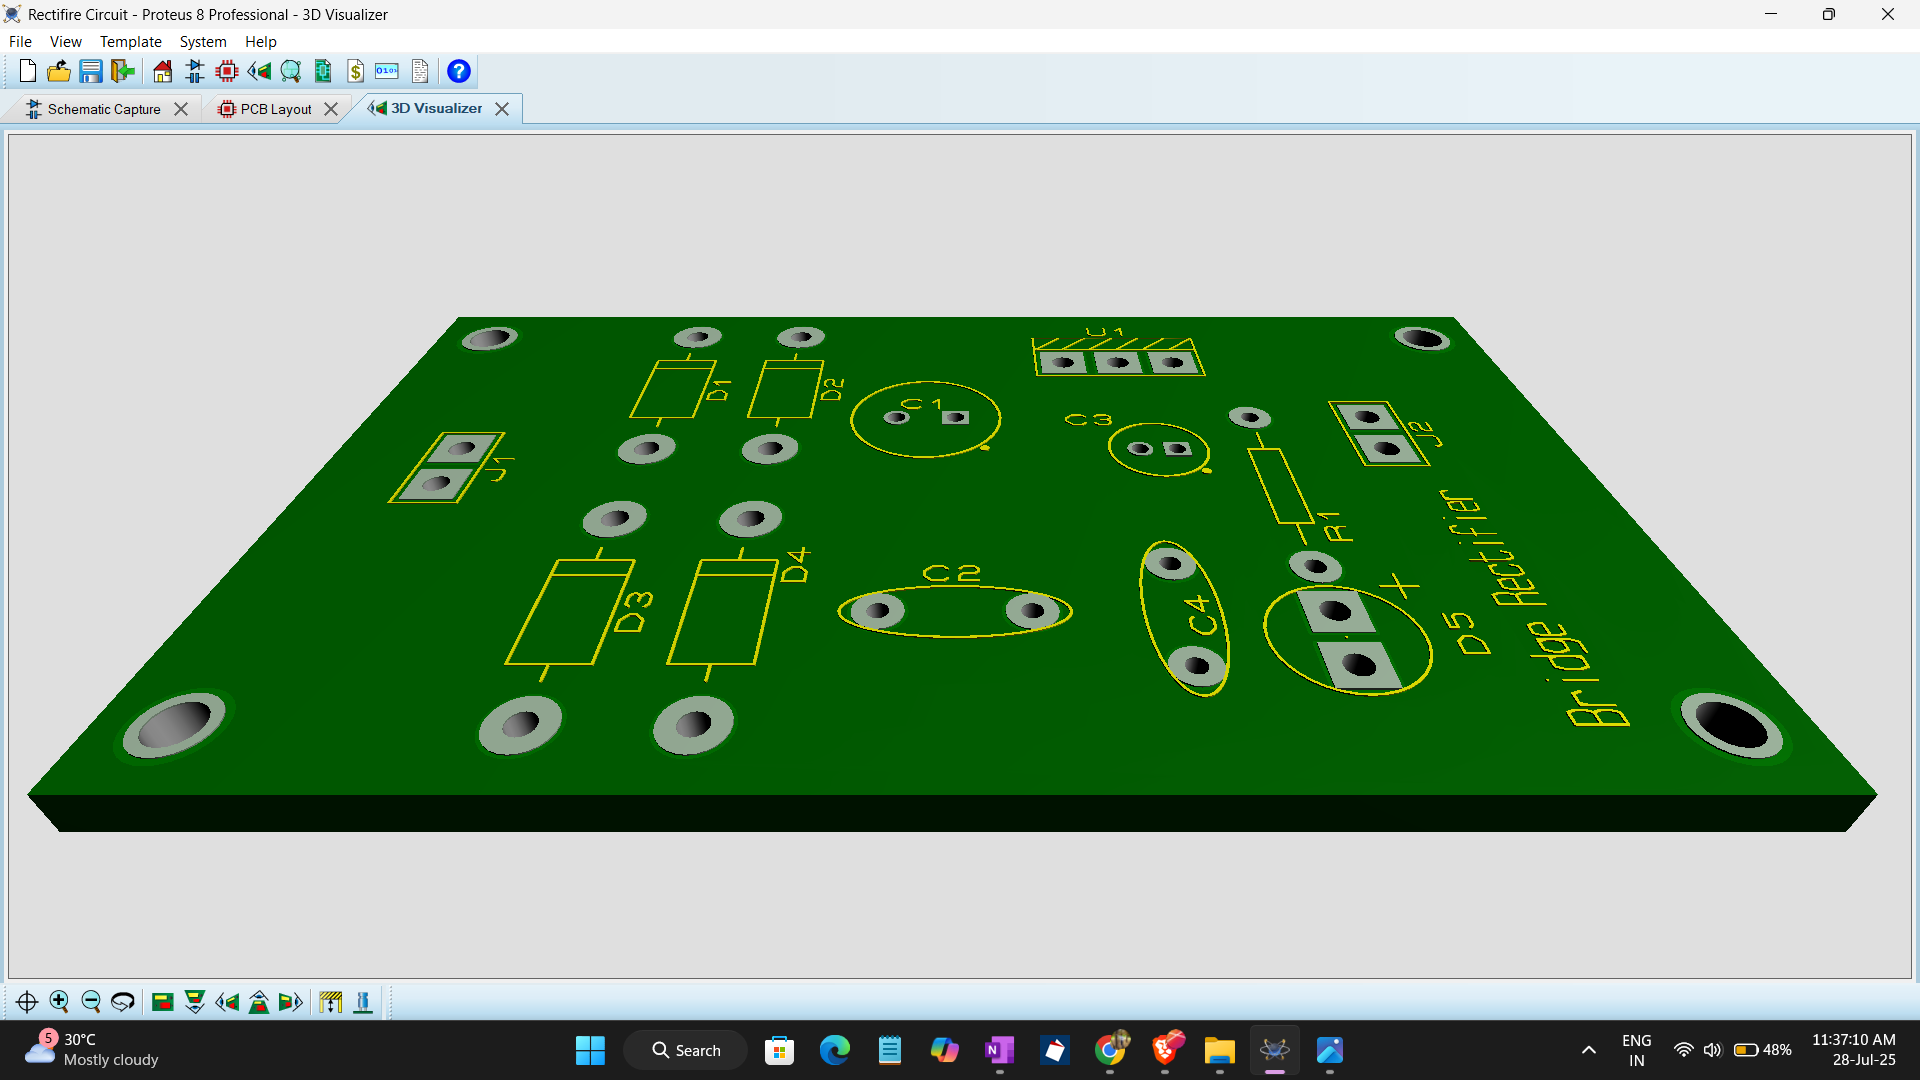 Rectifire Circuit - Proteus 8 Professional - 3D Visualizer
File View Template System Help
$ 0101 ?
Schematic Capture PCB Layout 3D Visualizer
U1
D1 D2
C1
C3
J2
J1
R1
D4
C2
D3
C4
+
D5
Bridge Rectifier
5
30°C
Mostly cloudy
Search
N
ENG
IN
48%
11:37:10 AM
28-Jul-25